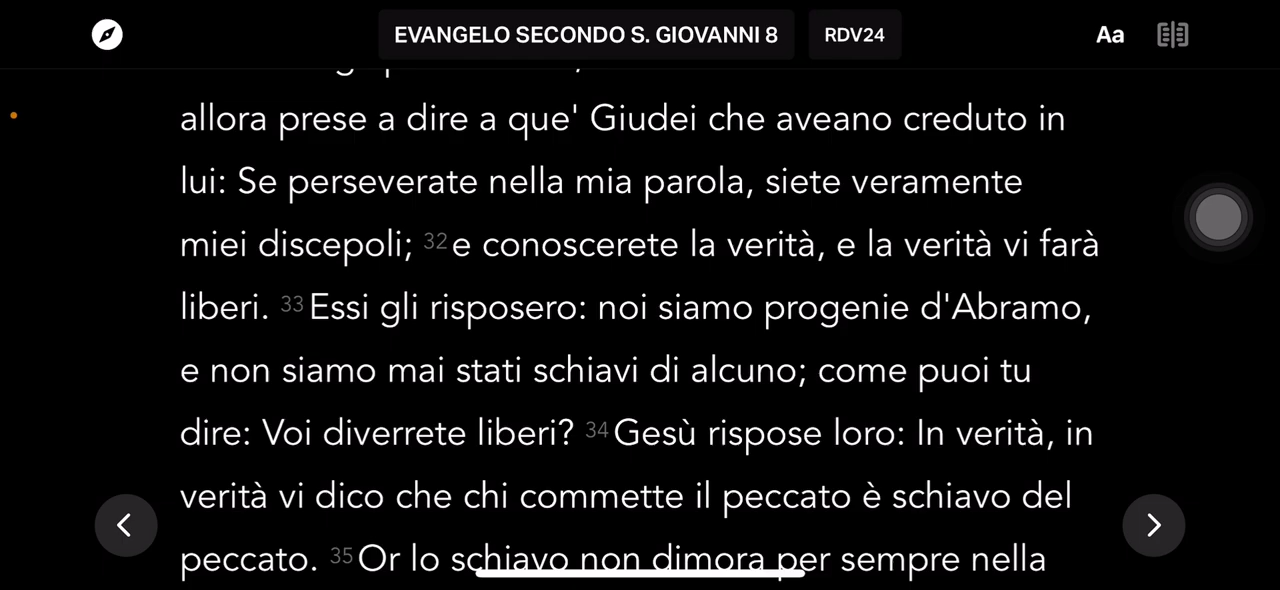 EVANGELO SECONDO S. GIOVANNI 8 RDV24 Aa
allora prese a dire a que' Giudei che aveano creduto in
lui: Se perseverate nella mia parola, siete veramente
miei discepoli; 32 e conoscerete la verità, e la verità vi farà
liberi. 33 Essi gli risposero: noi siamo progenie d'Abramo,
e non siamo mai stati schiavi di alcuno; come puoi tu
dire: Voi diverrete liberi? 34 Gesù rispose loro: In verità, in
verità vi dico che chi commette il peccato è schiavo del
peccato. 35 Or lo schiavo non dimora per sempre nella